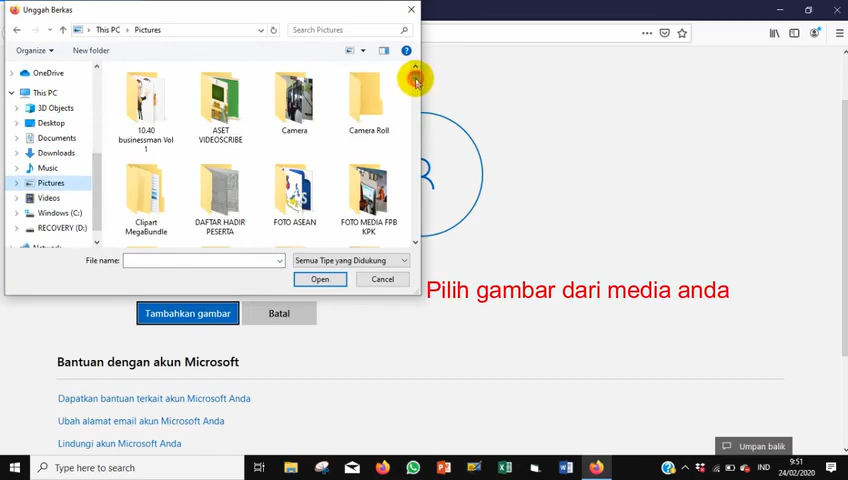 Unggah Berkas
This PC
Pictures
Search Pictures
Organize
New folder
OneDrive
This PC
3D Objects
Desktop
Documents
Downloads
Music
Pictures
Videos
Windows (C:)
RECOVERY (D:)
10.40
businessman Vol
1
ASET
VIDEOSCRIBE
Camera
Camera Roll
Clipart
MegaBundle
DAFTAR HADIR
PESERTA
FOTO ASEAN
FOTO MEDIA FPB
KPK
File name:
Semua Tipe yang Didukung
Open
Cancel
Pilih gambar dari media anda
Tambahkan gambar
Batal
Bantuan dengan akun Microsoft
Dapatkan bantuan terkait akun Microsoft Anda
Ubah alamat email akun Microsoft Anda
Lindungi akun Microsoft Anda
Umpan balik
Type here to search
IND
9:51
24/02/2020